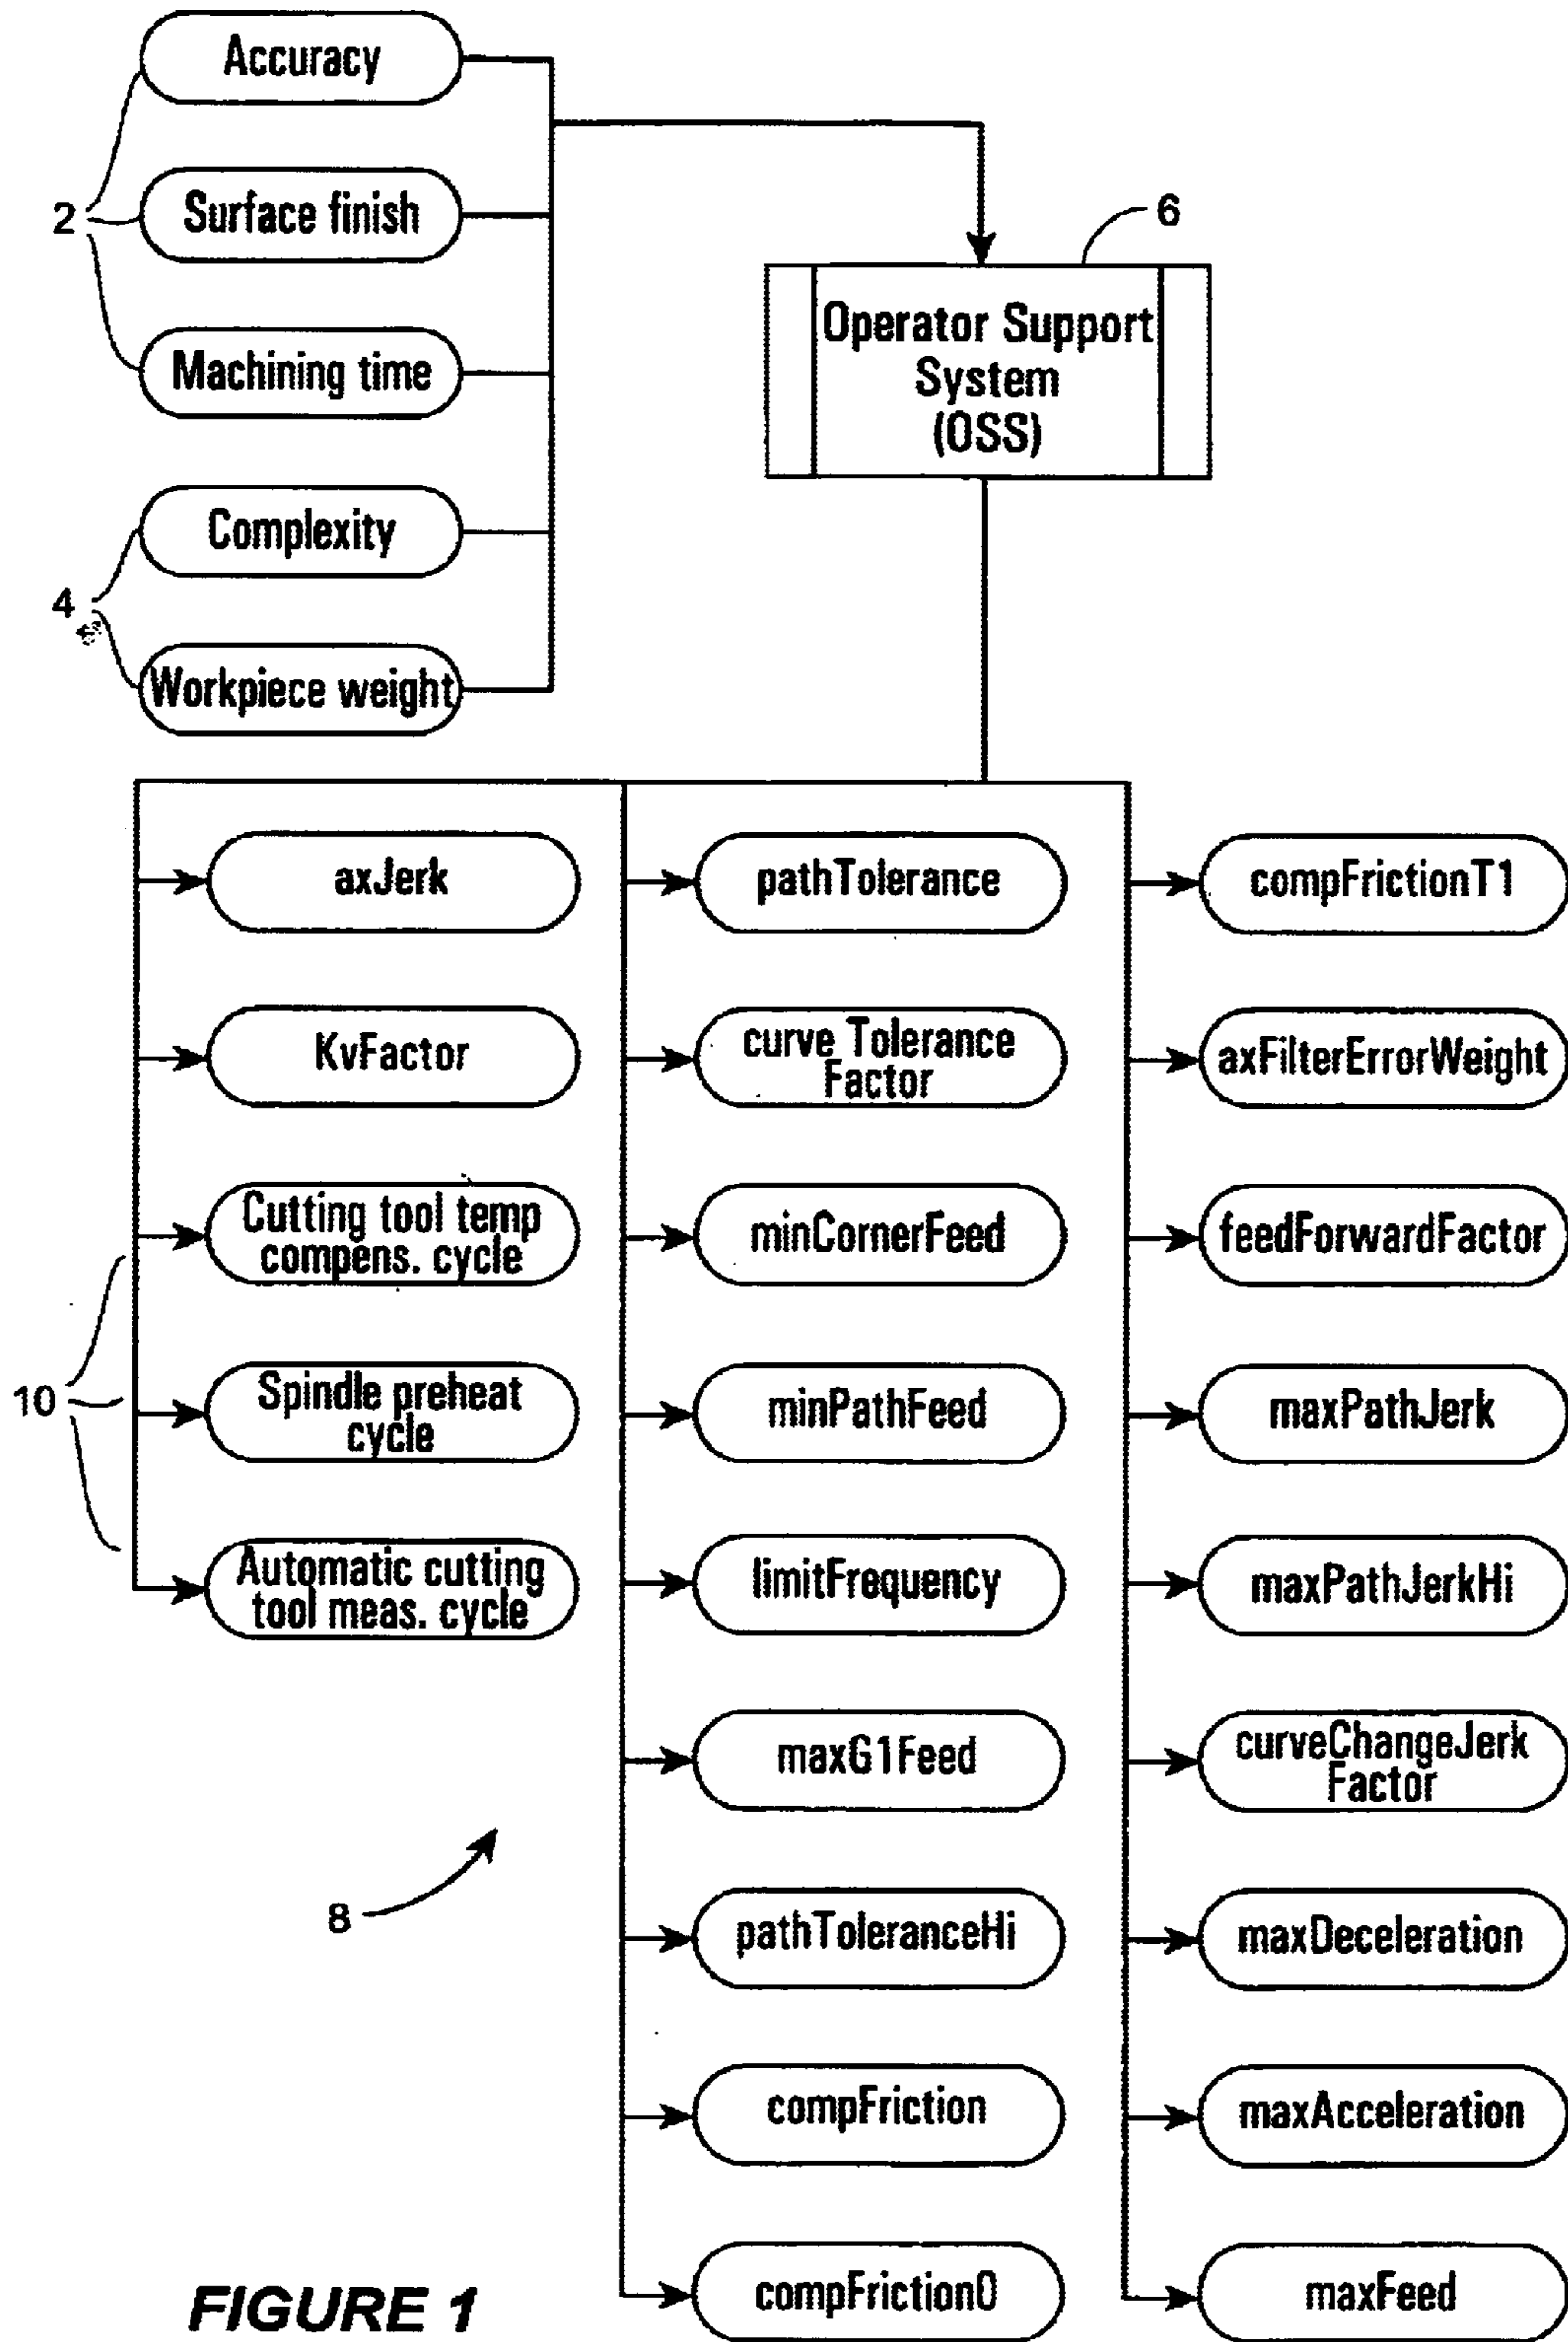 Accuracy
2
Surface finish
Machining time
4
Complexity
Workpiece weight
6
Operator Support
System
(OSS)
axJerk
KvFactor
Cutting tool temp
compens. cycle
10
Spindle preheat
cycle
Automatic cutting
tool meas. cycle
8
pathTolerance
curve Tolerance
Factor
minCornerFeed
minPathFeed
limitFrequency
maxG1Feed
pathToleranceHi
compFriction
compFriction0
compFrictionT1
axFilterErrorWeight
feedForwardFactor
maxPathJerk
maxPathJerkHi
curveChangeJerk
Factor
maxDeceleration
maxAcceleration
maxFeed
FIGURE 1